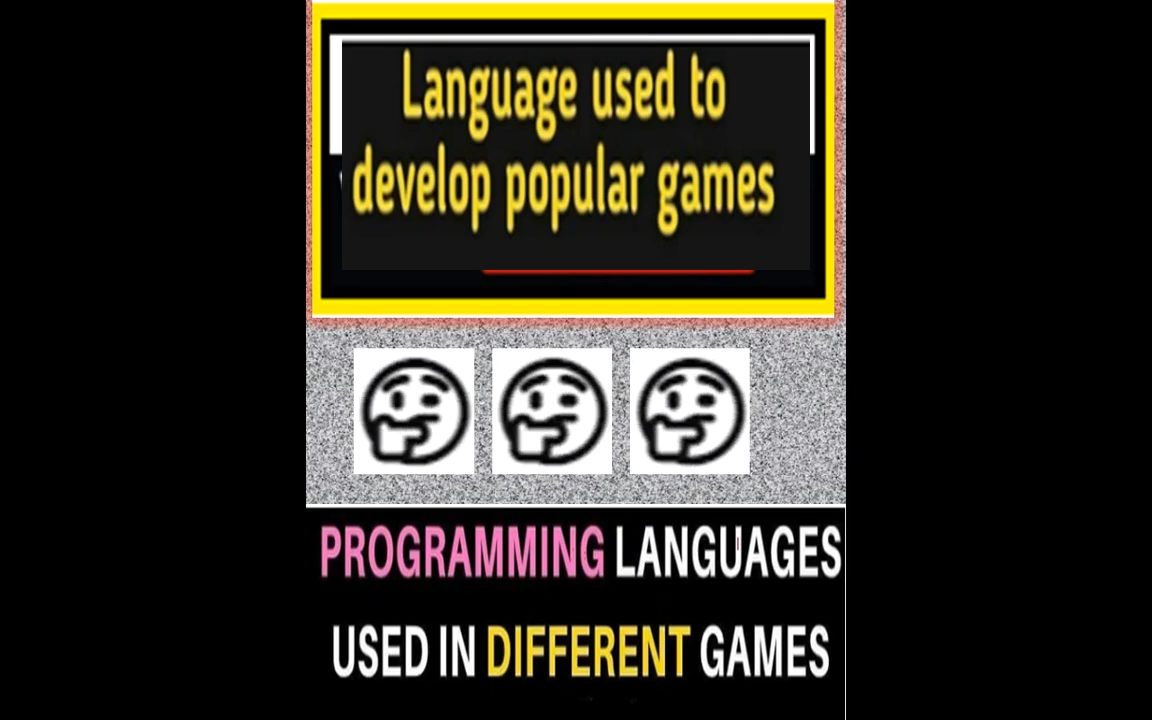 Language used to
develop popular games
PROGRAMMING LANGUAGES
USED IN DIFFERENT GAMES